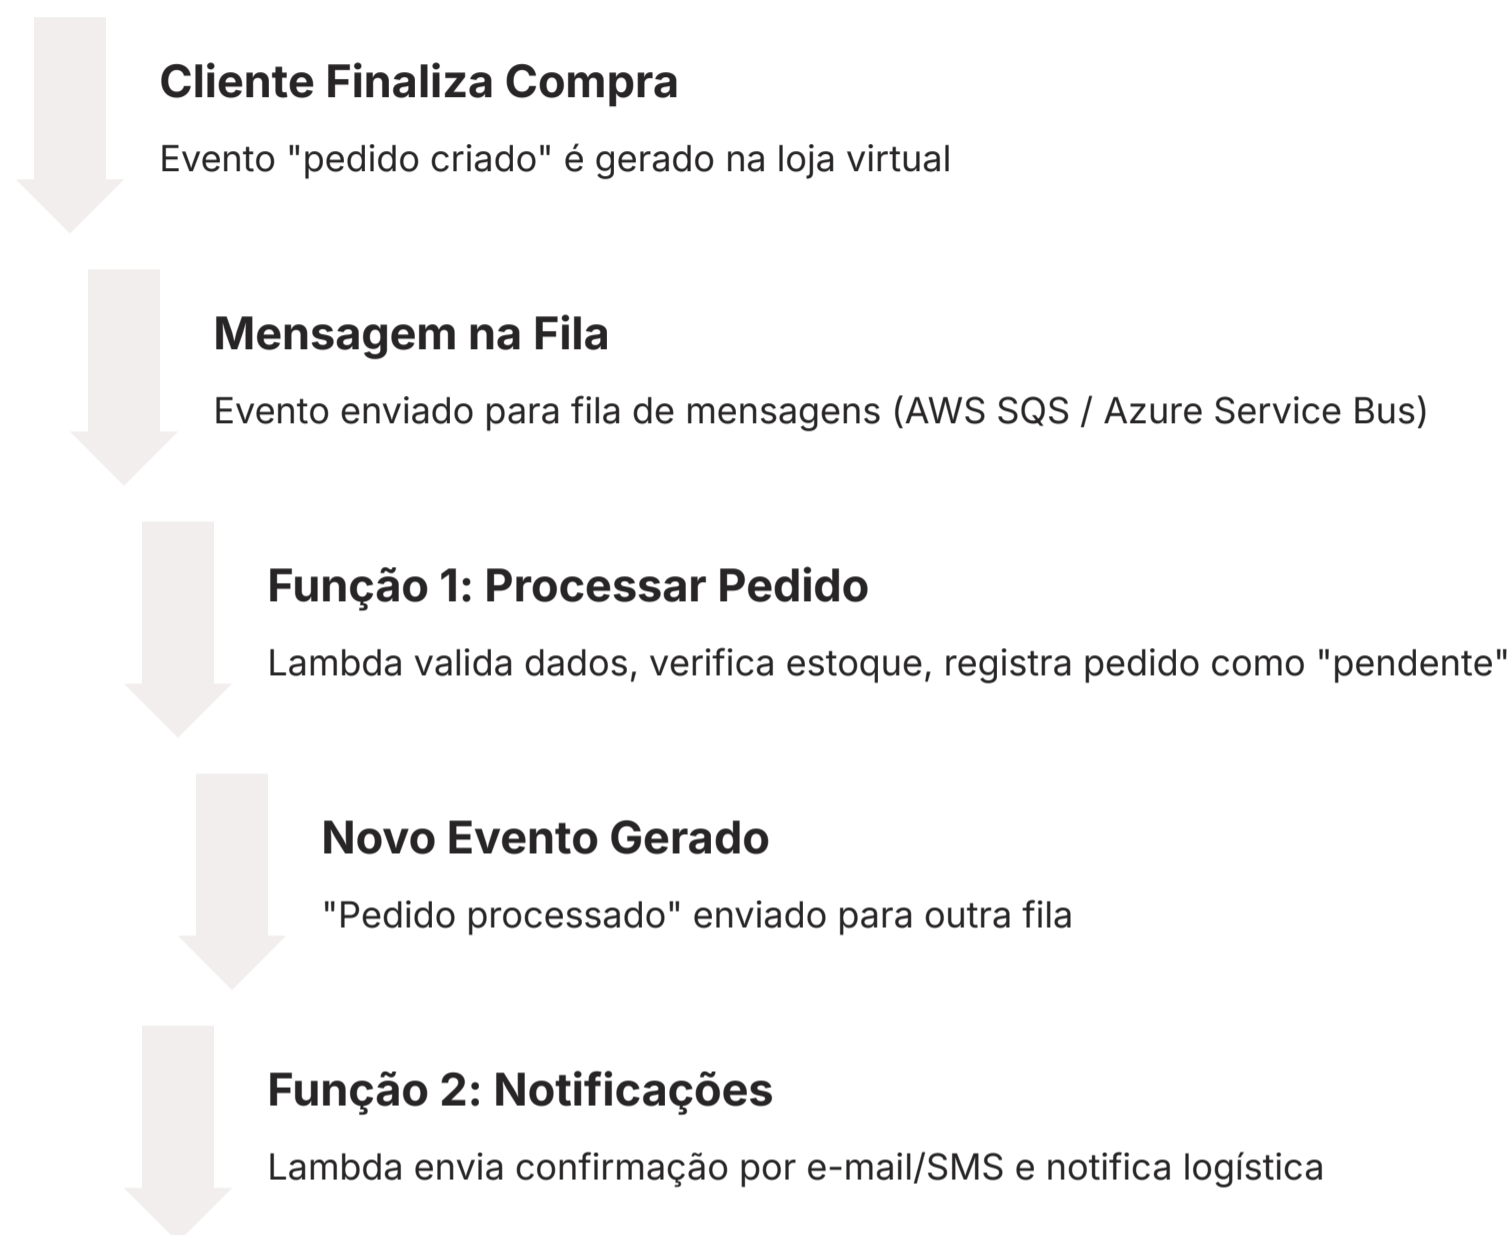 Cliente Finaliza Compra
Evento "pedido criado" é gerado na loja virtual
Mensagem na Fila
Evento enviado para fila de mensagens (AWS SQS / Azure Service Bus)
Função 1: Processar Pedido
Lambda valida dados, verifica estoque, registra pedido como "pendente"
Novo Evento Gerado
"Pedido processado" enviado para outra fila
Função 2: Notificações
Lambda envia confirmação por e-mail/SMS e notifica logística